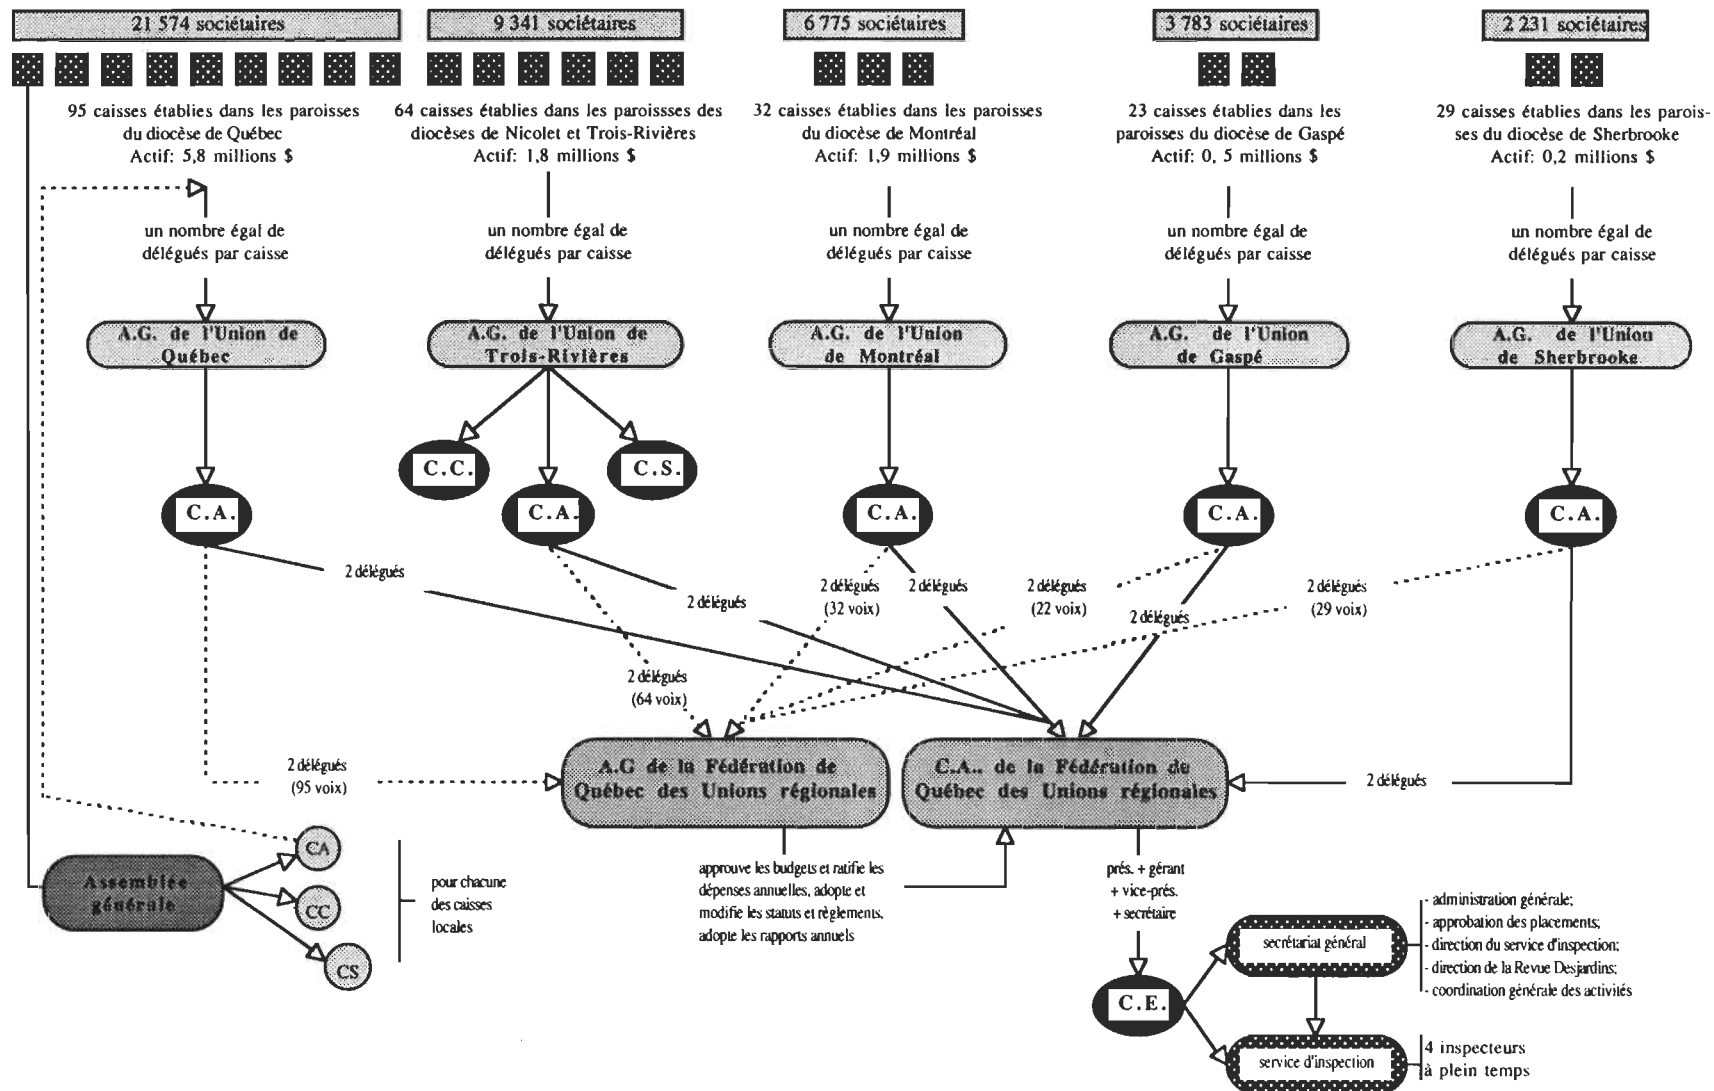 21 574 sociétaires
9 341 sociétaires
6 775 sociétaires
3 783 sociétaires
2 231 sociétaires
95 caisses établies dans les paroisses
du diocèse de Québec
Actif: 5,8 millions $
64 caisses établies dans les paroissses des
diocèses de Nicolet et Trois-Rivières
Actif: 1,8 millions $
32 caisses établies dans les paroisses
du diocèse de Montréal
Actif: 1,9 millions $
23 caisses établies dans les
paroisses du diocèse de Gaspé
Actif: 0, 5 millions $
29 caisses établies dans les parois-
ses du diocèse de Sherbrooke
Actif: 0,2 millions $
un nombre égal de
délégués par caisse
un nombre égal de
délégués par caisse
un nombre égal de
délégués par caisse
un nombre égal de
délégués par caisse
un nombre égal de
délégués par caisse
A.G. de l'Union de
Québec
A.G. de l'Union de
Trois-Rivières
A.G. de l'Union
de Montréal
A.G. de l'Union
de Gaspé
A.G. de l'Union
de Sherbrooke
C.C.
C.S.
C.A.
C.A.
C.A.
C.A.
C.A.
2 délégués
2 délégués
2 délégués
(32 voix)
2 délégués
2 délégués
(22 voix)
2 délégués
2 délégués
(29 voix)
2 délégués
(64 voix)
2 délégués
(95 voix)
A.G de la Fédération de
Québec des Unions régionales
C.A.. de la Fédération de
Québec des Unions régionales
2 délégués
Assemblée
générale
CA
CC
CS
pour chacune
des caisses
locales
approuve les budgets et ratifie les
dépenses annuelles, adopte et
modifie les statuts et règlements,
adopte les rapports annuels
prés. + gérant
+ vice-prés.
+ secrétaire
C.E.
secrétariat général
- administration générale;
- approbation des placements;
- direction du service d'inspection;
- direction de la Revue Desjardins;
- coordination générale des activités
service d'inspection
4 inspecteurs
à plein temps